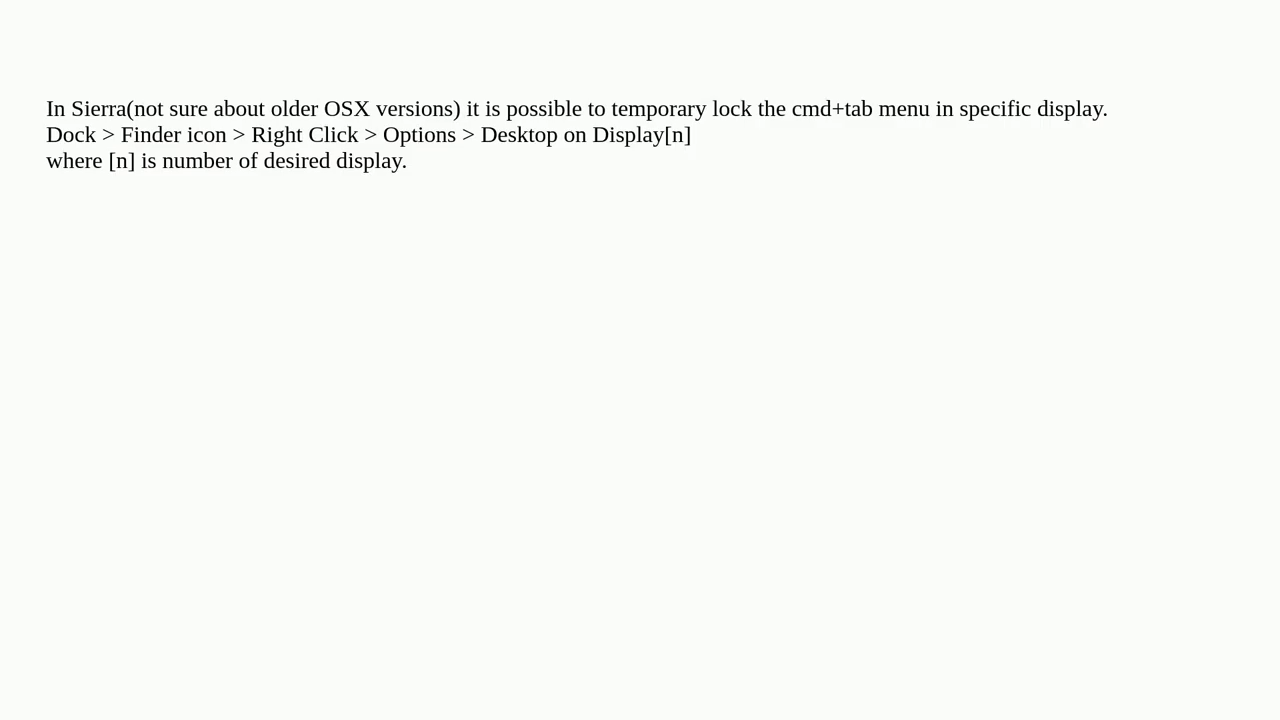 In Sierra(not sure about older OSX versions) it is possible to temporary lock the cmd+tab menu in specific display.
Dock > Finder icon > Right Click > Options > Desktop on Display[n]
where [n] is number of desired display.